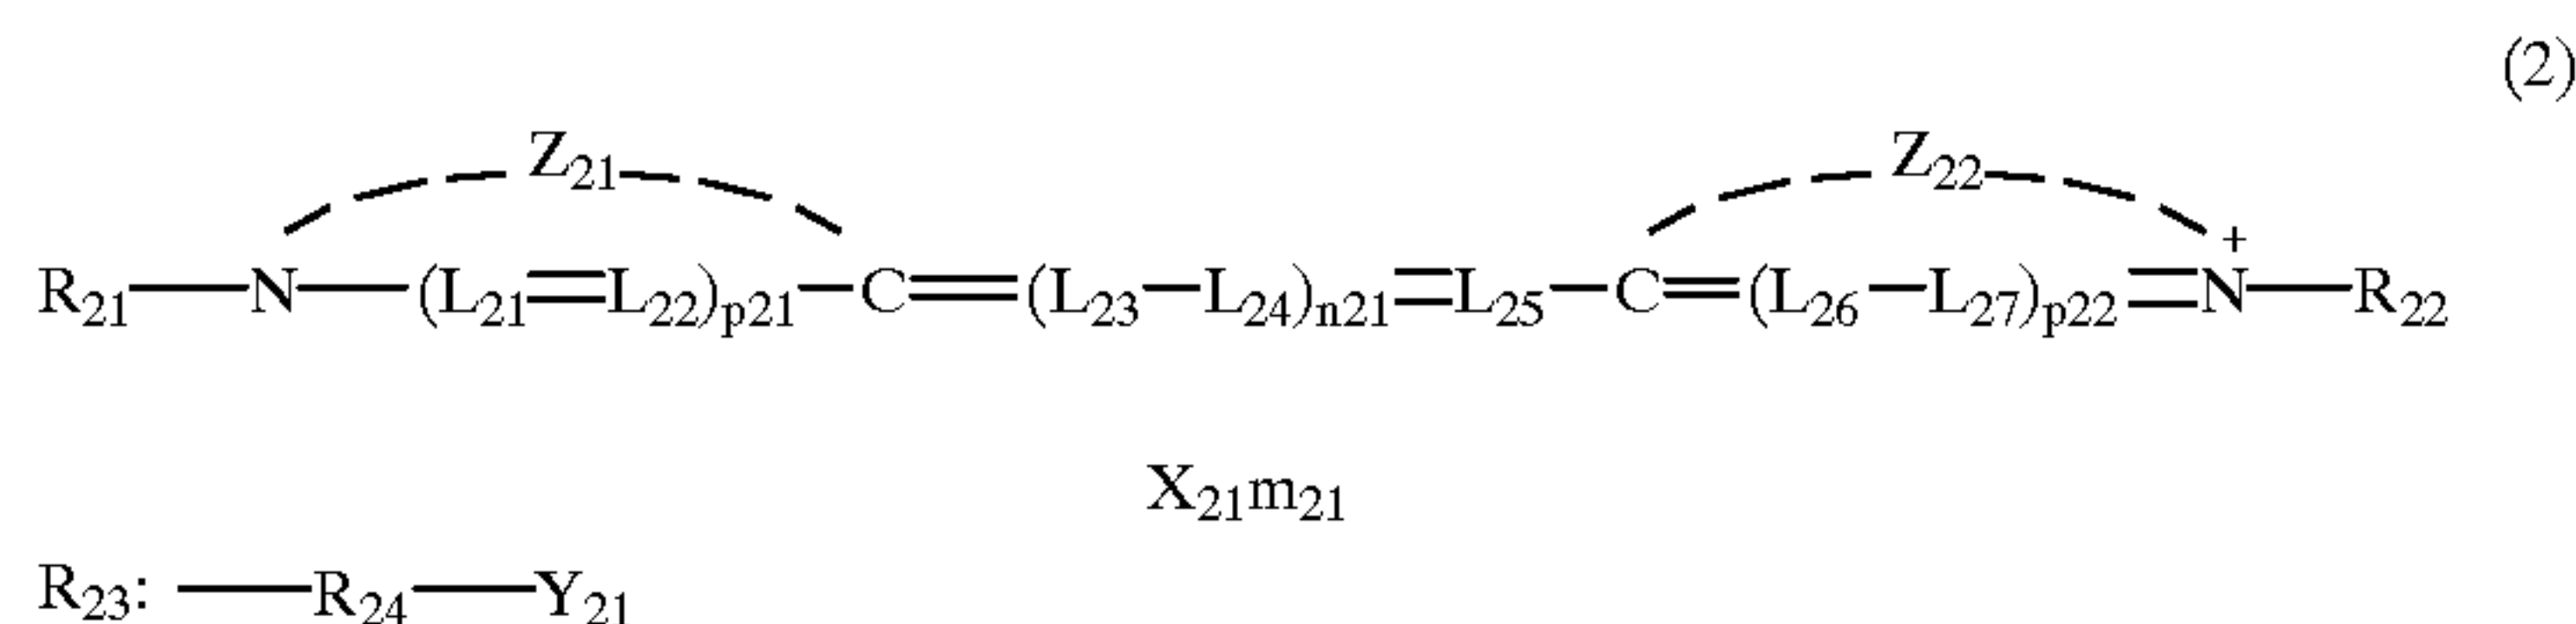 (2)
Z21 Z22
R21—N—(L21=L22)p21—C=(L23—L24)n21=L25—C=(L26—L27)p22=N+—R22
X21m21
R23: —R24—Y21